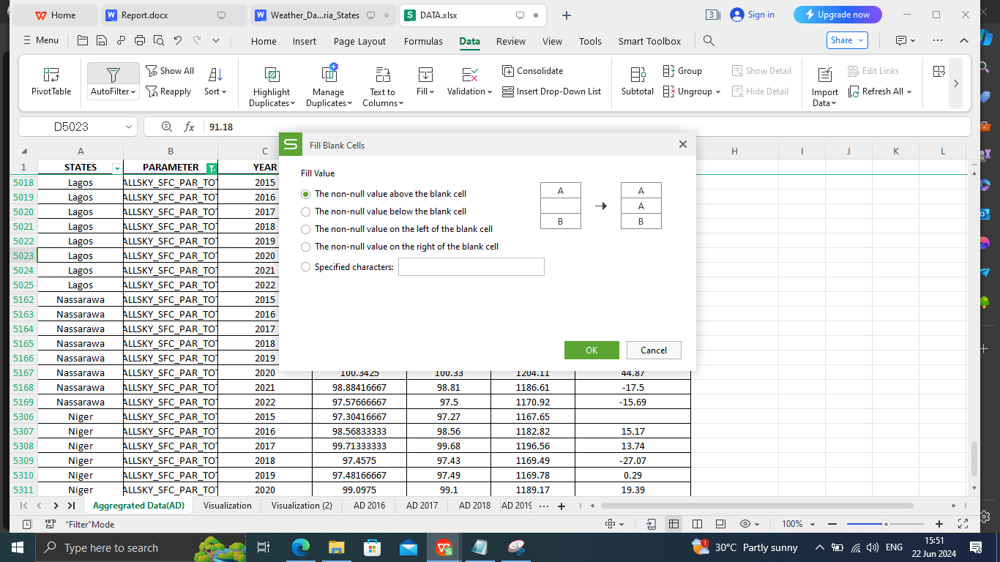 Home Report.docx Weather_Da...ria_States DATA.xlsx 3 Sign in Upgrade now
Menu Home Insert Page Layout Formulas Data Review View Tools Smart Toolbox Share
PivotTable AutoFilter Show All Reapply Sort Highlight Duplicates Manage Duplicates Text to Columns Fill Validation Consolidate Insert Drop-Down List Subtotal Group Ungroup Show Detail Hide Detail Import Data Edit Links Refresh All
D5023 fx 91.18
Fill Blank Cells
Fill Value
The non-null value above the blank cell
The non-null value below the blank cell
The non-null value on the left of the blank cell
The non-null value on the right of the blank cell
Specified characters:
A A
A
B B
OK Cancel
A B C H I J K L
1 STATES PARAMETER YEAR
5018 Lagos ALLSKY_SFC_PAR_TOT 2015
5019 Lagos ALLSKY_SFC_PAR_TOT 2016
5020 Lagos ALLSKY_SFC_PAR_TOT 2017
5021 Lagos ALLSKY_SFC_PAR_TOT 2018
5022 Lagos ALLSKY_SFC_PAR_TOT 2019
5023 Lagos ALLSKY_SFC_PAR_TOT 2020
5024 Lagos ALLSKY_SFC_PAR_TOT 2021
5025 Lagos ALLSKY_SFC_PAR_TOT 2022
5162 Nassarawa ALLSKY_SFC_PAR_TOT 2015
5163 Nassarawa ALLSKY_SFC_PAR_TOT 2016
5164 Nassarawa ALLSKY_SFC_PAR_TOT 2017
5165 Nassarawa ALLSKY_SFC_PAR_TOT 2018
5166 Nassarawa ALLSKY_SFC_PAR_TOT 2019
5167 Nassarawa ALLSKY_SFC_PAR_TOT 2020 100.3425 100.33 1204.11 44.87
5168 Nassarawa ALLSKY_SFC_PAR_TOT 2021 98.88416667 98.81 1186.61 -17.5
5169 Nassarawa ALLSKY_SFC_PAR_TOT 2022 97.57666667 97.5 1170.92 -15.69
5306 Niger ALLSKY_SFC_PAR_TOT 2015 97.30416667 97.27 1167.65
5307 Niger ALLSKY_SFC_PAR_TOT 2016 98.56833333 98.56 1182.82 15.17
5308 Niger ALLSKY_SFC_PAR_TOT 2017 99.71333333 99.68 1196.56 13.74
5309 Niger ALLSKY_SFC_PAR_TOT 2018 97.4575 97.43 1169.49 -27.07
5310 Niger ALLSKY_SFC_PAR_TOT 2019 97.48166667 97.49 1169.78 0.29
5311 Niger ALLSKY_SFC_PAR_TOT 2020 99.0975 99.1 1189.17 19.39
Aggregrated Data(AD) Visualization Visualization (2) AD 2016 AD 2017 AD 2018 AD 2019 ...
"Filter"Mode 100%
Type here to search 30°C Partly sunny ENG 15:51
22 Jun 2024